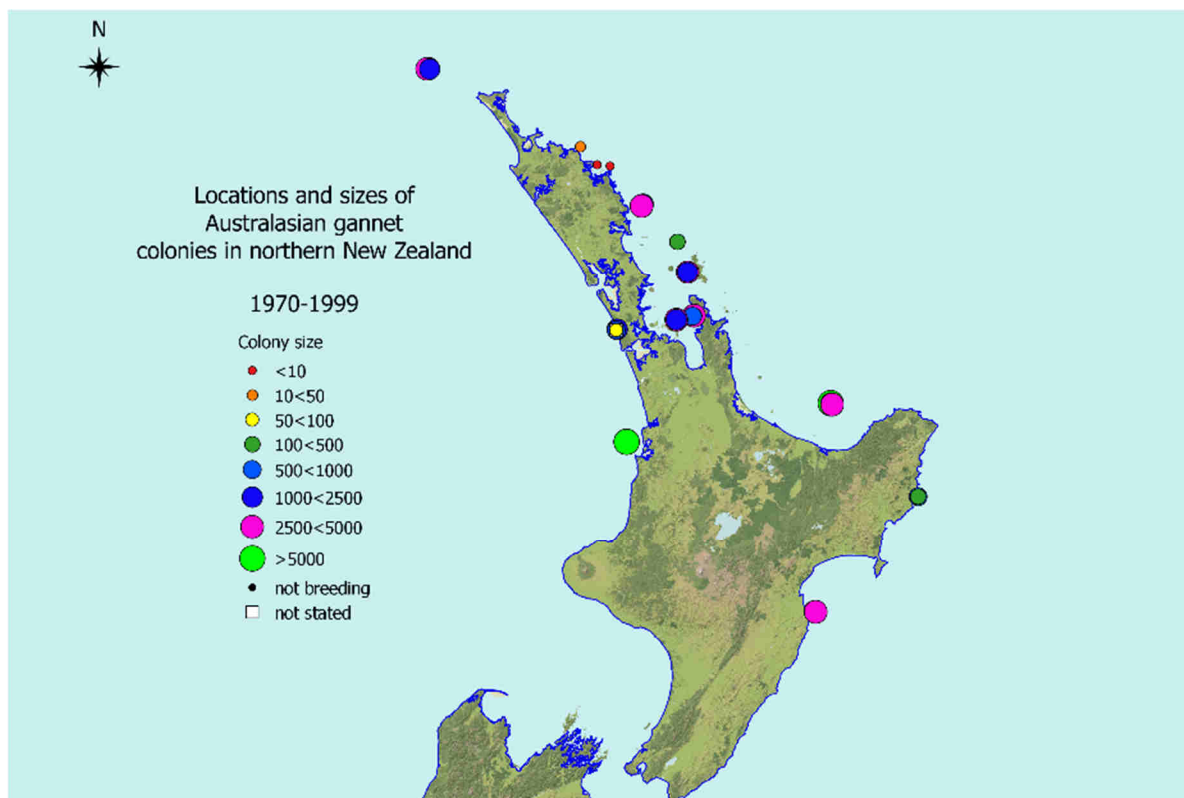 N
Locations and sizes of
Australasian gannet
colonies in northern New Zealand
1970-1999
Colony size
<10
10<50
50<100
100<500
500<1000
1000<2500
2500<5000
>5000
not breeding
not stated